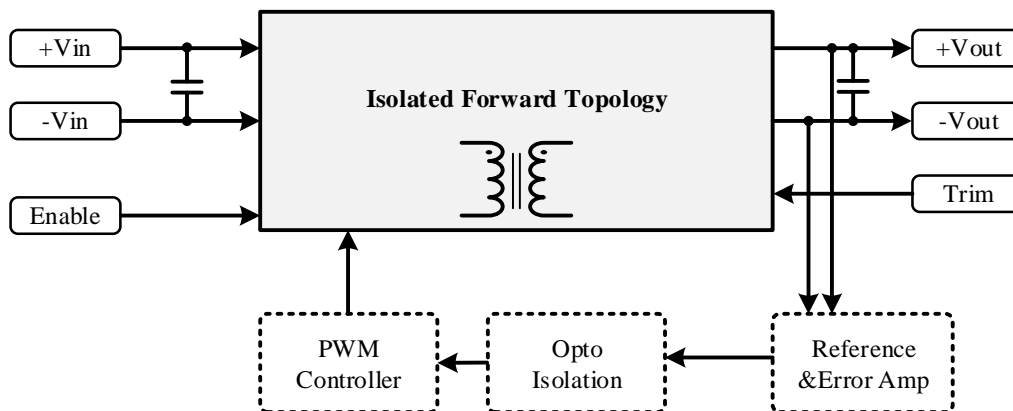 +Vin
+Vout
-Vin
Isolated Forward Topology
-Vout
Enable
Trim
PWM
Controller
Opto
Isolation
Reference
&Error Amp